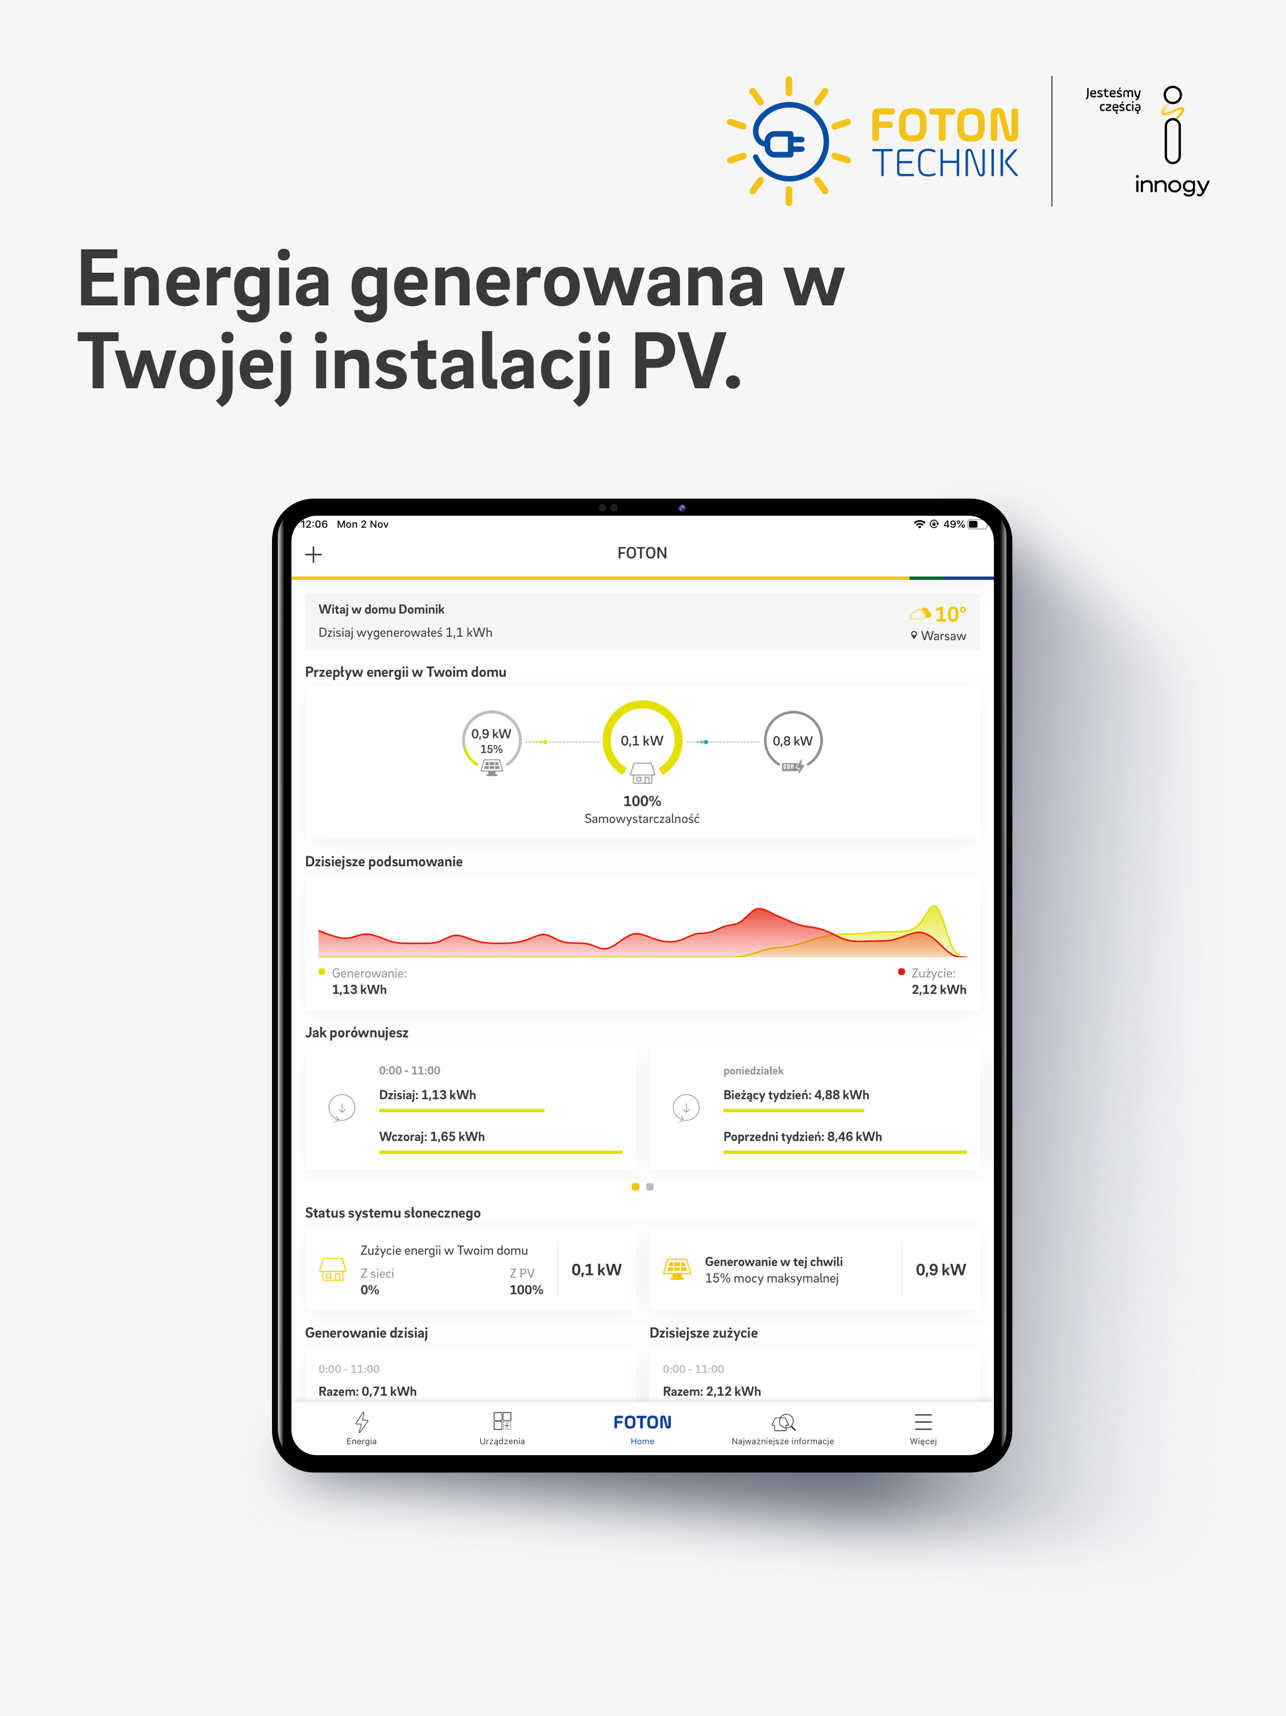 FOTON
TECHNIK
Jesteśmy
częścią
innogy
Energia generowana w
Twojej instalacji PV.
12:06 Mon 2 Nov
49%
FOTON
Witaj w domu Dominik
Dzisiaj wygenerowałeś 1,1 kWh
10°
Warsaw
Przepływ energii w Twoim domu
0,9 kW
15%
0,1 kW
0,8 kW
100%
Samowystarczalność
Dzisiejsze podsumowanie
Generowanie:
1,13 kWh
Zużycie:
2,12 kWh
Jak porównujesz
0:00 - 11:00
Dzisiaj: 1,13 kWh
Wczoraj: 1,65 kWh
poniedziałek
Bieżący tydzień: 4,88 kWh
Poprzedni tydzień: 8,46 kWh
Status systemu słonecznego
Zużycie energii w Twoim domu
Z sieci
0%
Z PV
100%
0,1 kW
Generowanie w tej chwili
15% mocy maksymalnej
0,9 kW
Generowanie dzisiaj
0:00 - 11:00
Razem: 0,71 kWh
Dzisiejsze zużycie
0:00 - 11:00
Razem: 2,12 kWh
Energia
Urządzenia
FOTON
Home
Najważniejsze informacje
Więcej